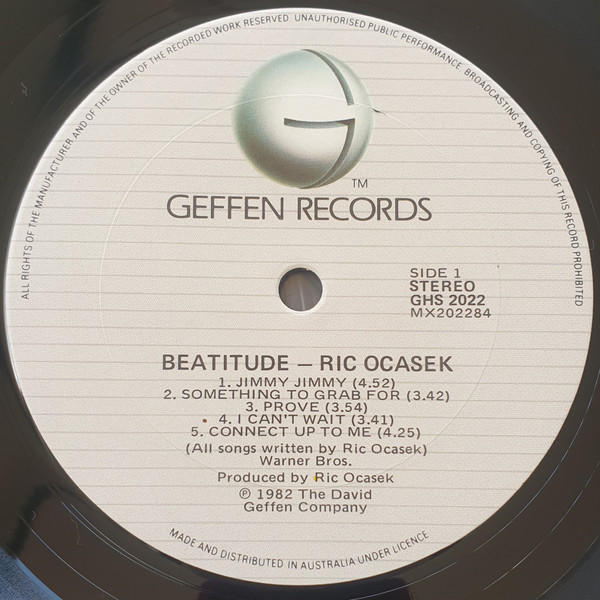 ALL RIGHTS OF THE MANUFACTURER AND OF THE OWNER OF THE RECORDED WORK RESERVED. UNAUTHORISED PUBLIC PERFORMANCE BROADCASTING AND COPYING OF THIS RECORD PROHIBITED
TM
GEFFEN RECORDS
SIDE 1
STEREO
GHS 2022
MX202284
BEATITUDE – RIC OCASEK
1. JIMMY JIMMY (4.52)
2. SOMETHING TO GRAB FOR (3.42)
3. PROVE (3.54)
4. I CAN'T WAIT (3.41)
5. CONNECT UP TO ME (4.25)
(All songs written by Ric Ocasek)
Warner Bros.
Produced by Ric Ocasek
℗ 1982 The David
Geffen Company
MADE AND DISTRIBUTED IN AUSTRALIA UNDER LICENCE